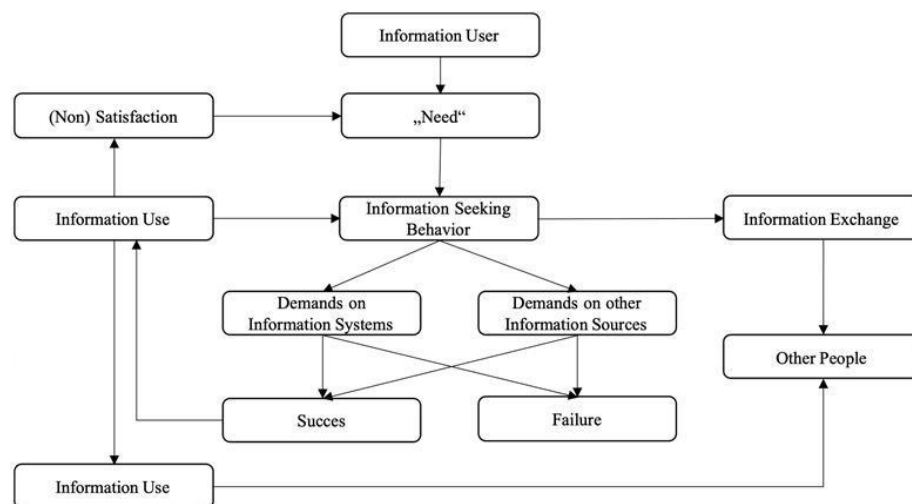 Information User
(Non) Satisfaction
„Need“
Information Use
Information Seeking
Behavior
Information Exchange
Demands on
Information Systems
Demands on other
Information Sources
Other People
Succes
Failure
Information Use